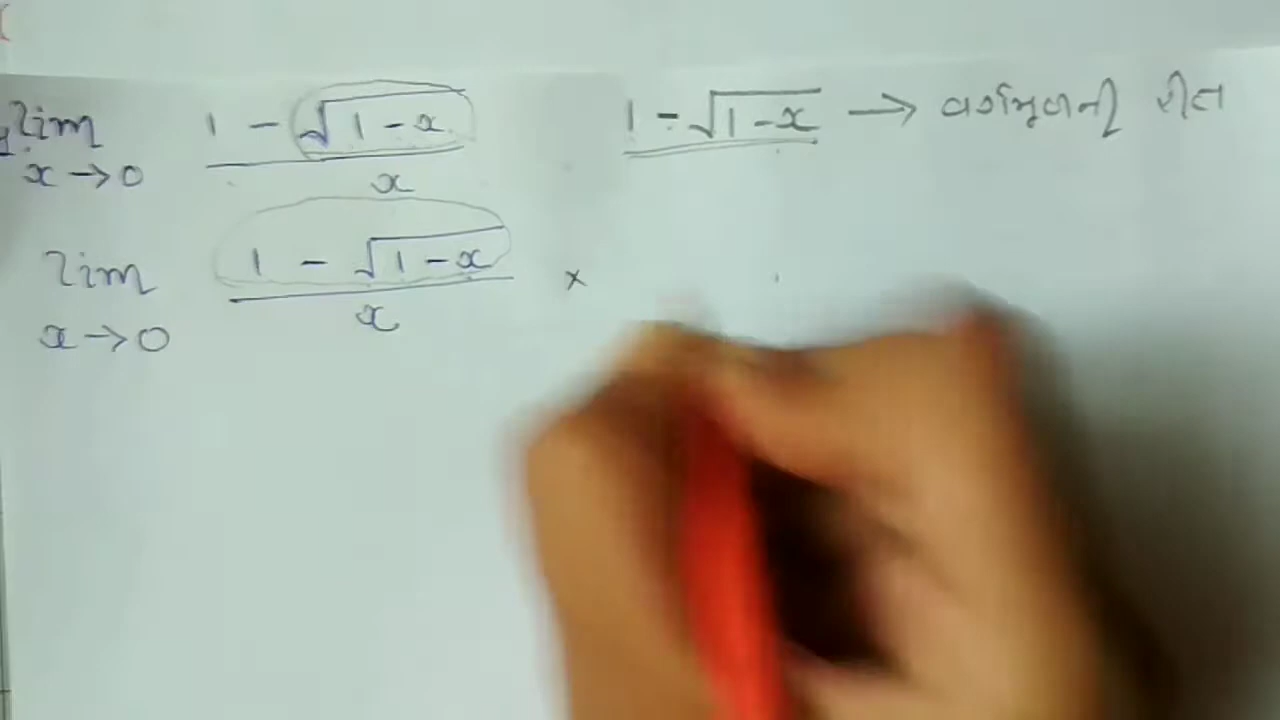 lim 1 - √1-x / x 1 - √1-x → વર્ગમુળની રીત
x→0
lim 1 - √1-x / x ×
x→0